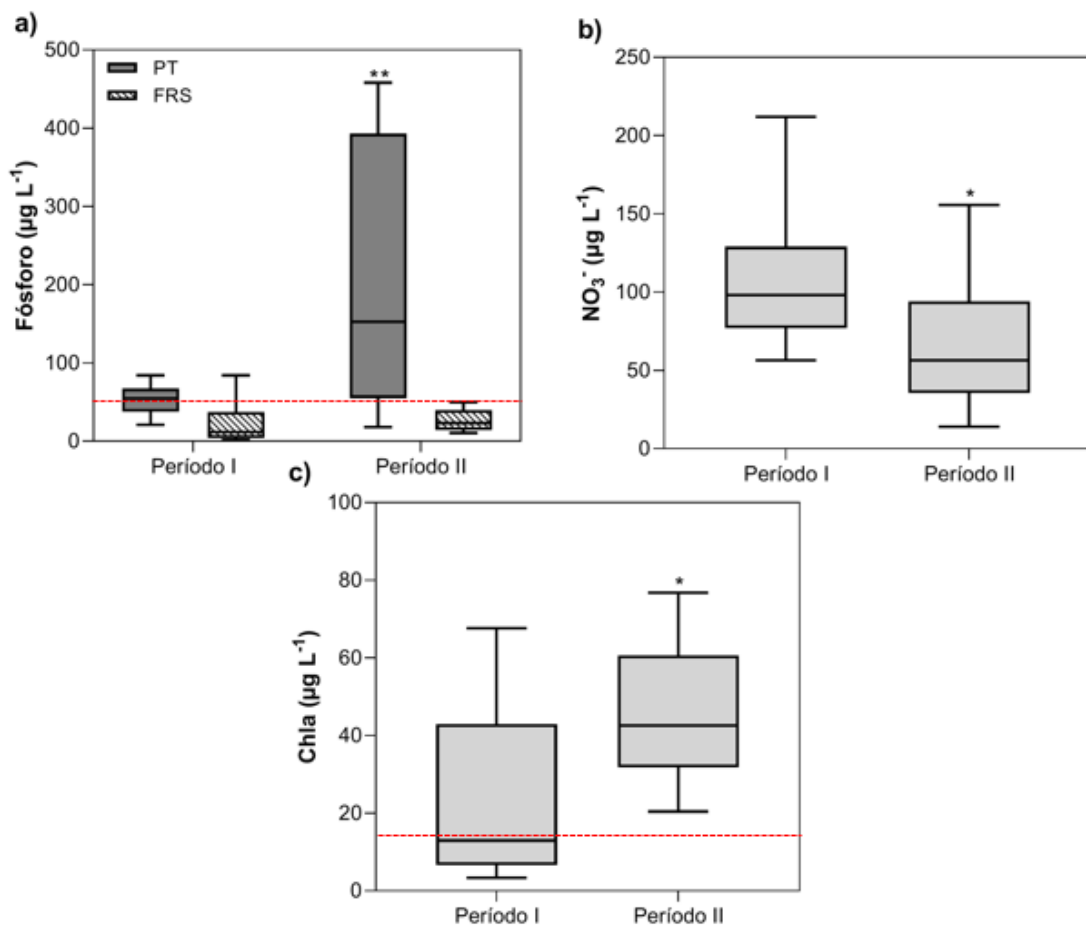 a)
500
400
300
200
100
0
Fósforo (µg L⁻¹)
PT
FRS
**
Período I
Período II
b)
250
200
150
100
50
0
NO₃⁻ (µg L⁻¹)
*
Período I
Período II
c)
100
80
60
40
20
0
Chla (µg L⁻¹)
*
Período I
Período II